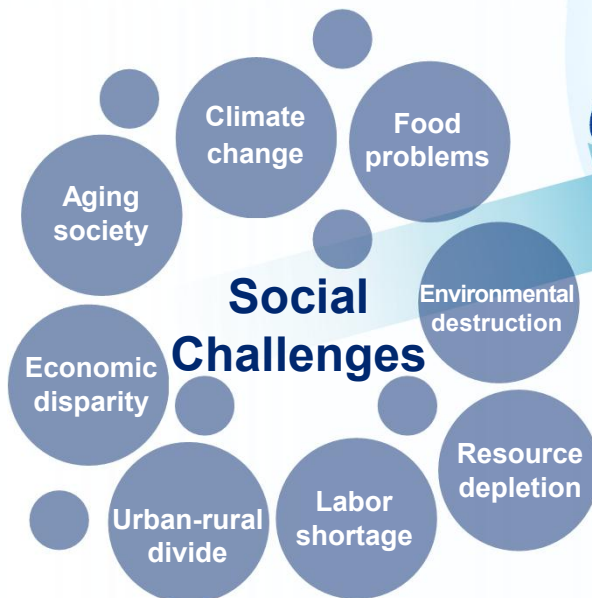 Climate
change
Food
problems
Aging
society
Social
Challenges
Environmental
destruction
Economic
disparity
Resource
depletion
Urban-rural
divide
Labor
shortage